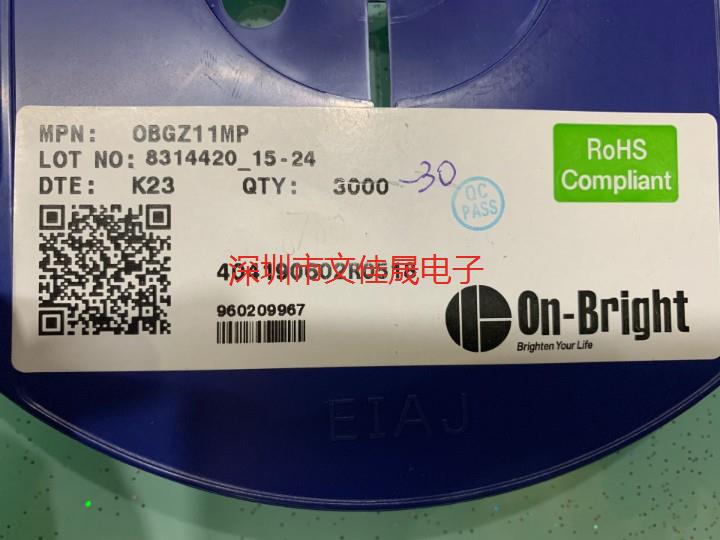 MPN: OBGZ11MP
LOT NO: 8314420_15-24
DTE: K23 QTY: 3000 -30
QC PASS
RoHS
Compliant
深圳市文佳晟电子
960209967
On-Bright
Brighten Your Life
EIAJ